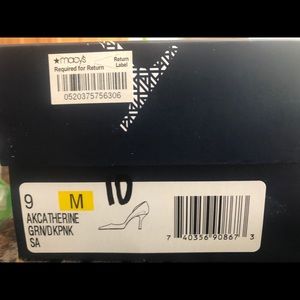 ★macy's Return
Required for Return Label
0520375756306
9 M 10
AKCATHERINE
GRN/DKPNK
SA
7 40356 90867 3